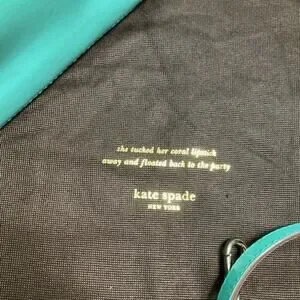 she tucked her coral lipstick
away and floated back to the party
kate spade
NEW YORK